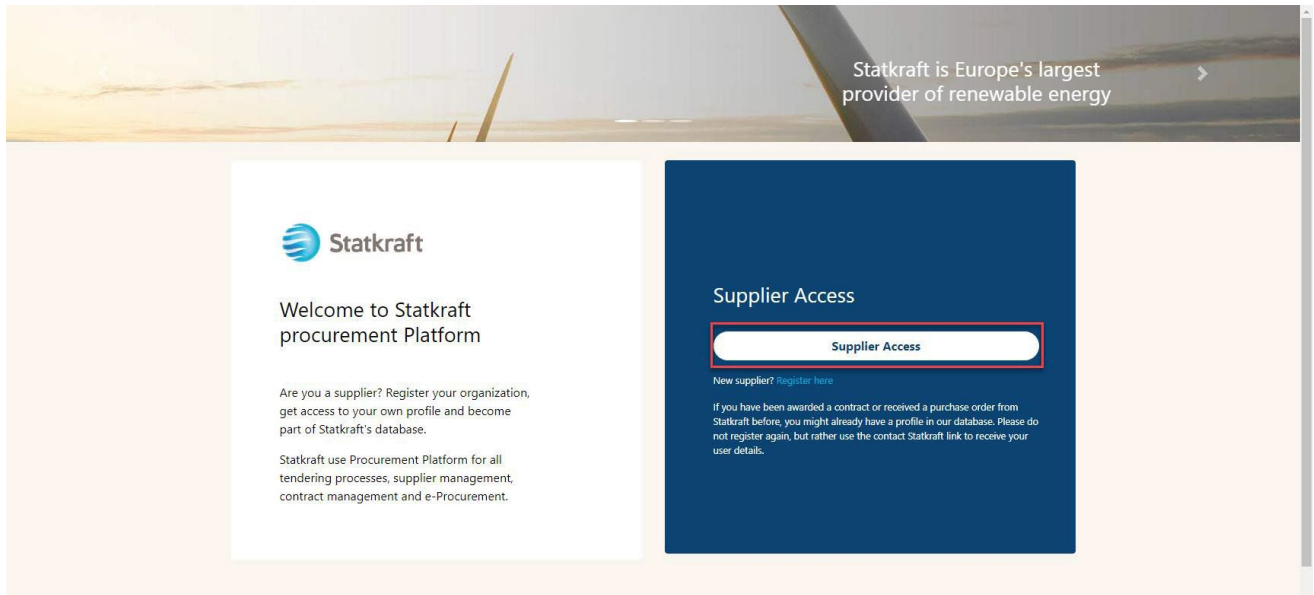 Statkraft is Europe's largest
provider of renewable energy
Statkraft
Welcome to Statkraft
procurement Platform
Are you a supplier? Register your organization,
get access to your own profile and become
part of Statkraft's database.
Statkraft use Procurement Platform for all
tendering processes, supplier management,
contract management and e-Procurement.
Supplier Access
Supplier Access
New supplier? Register here
If you have been awarded a contract or received a purchase order from
Statkraft before, you might already have a profile in our database. Please do
not register again, but rather use the contact Statkraft link to receive your
user details.